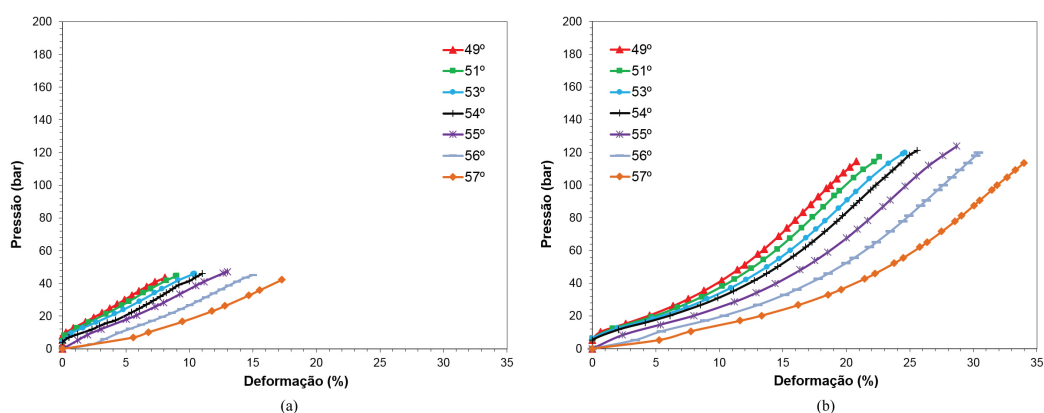 200
180
160
140
120
100
80
60
40
20
0
Pressão (bar)
49º
51º
53º
54º
55º
56º
57º
0 5 10 15 20 25 30 35
Deformação (%)
(a)
200
180
160
140
120
100
80
60
40
20
0
Pressão (bar)
49º
51º
53º
54º
55º
56º
57º
0 5 10 15 20 25 30 35
Deformação (%)
(b)